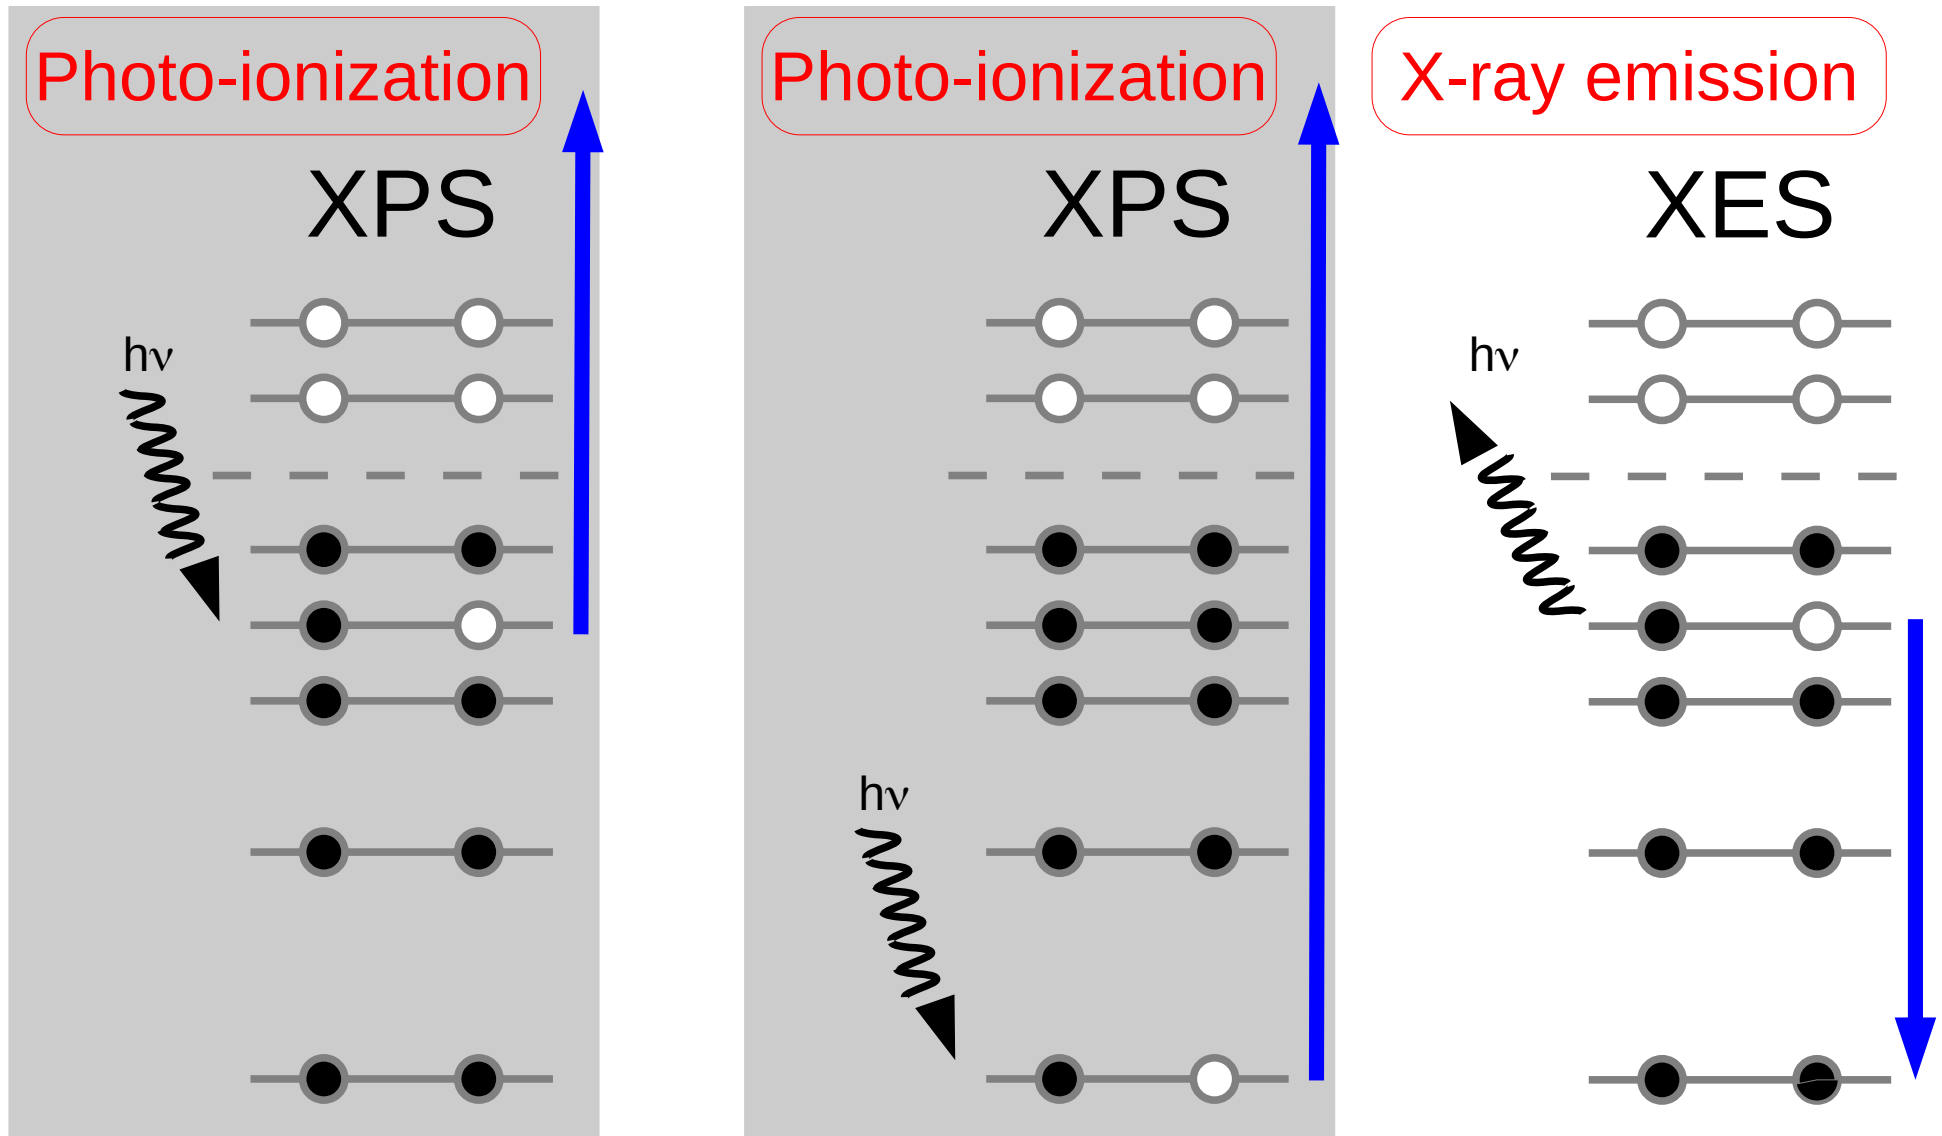 Photo-ionization
XPS
hν
Photo-ionization
XPS
hν
X-ray emission
XES
hν